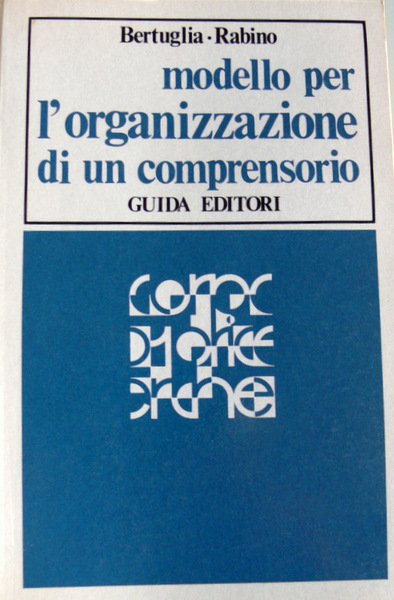 Bertuglia · Rabino
modello per
l'organizzazione
di un comprensorio
GUIDA EDITORI